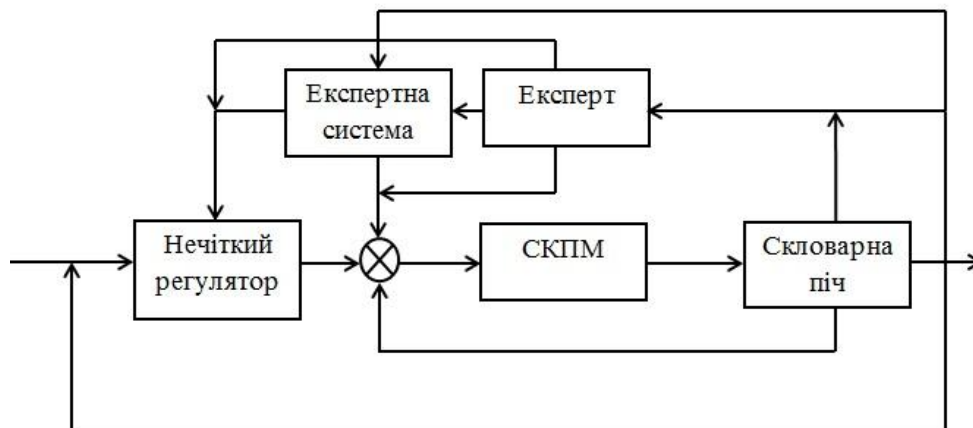 Експертна
система
Експерт
Нечіткий
регулятор
СКПМ
Скловарна
піч